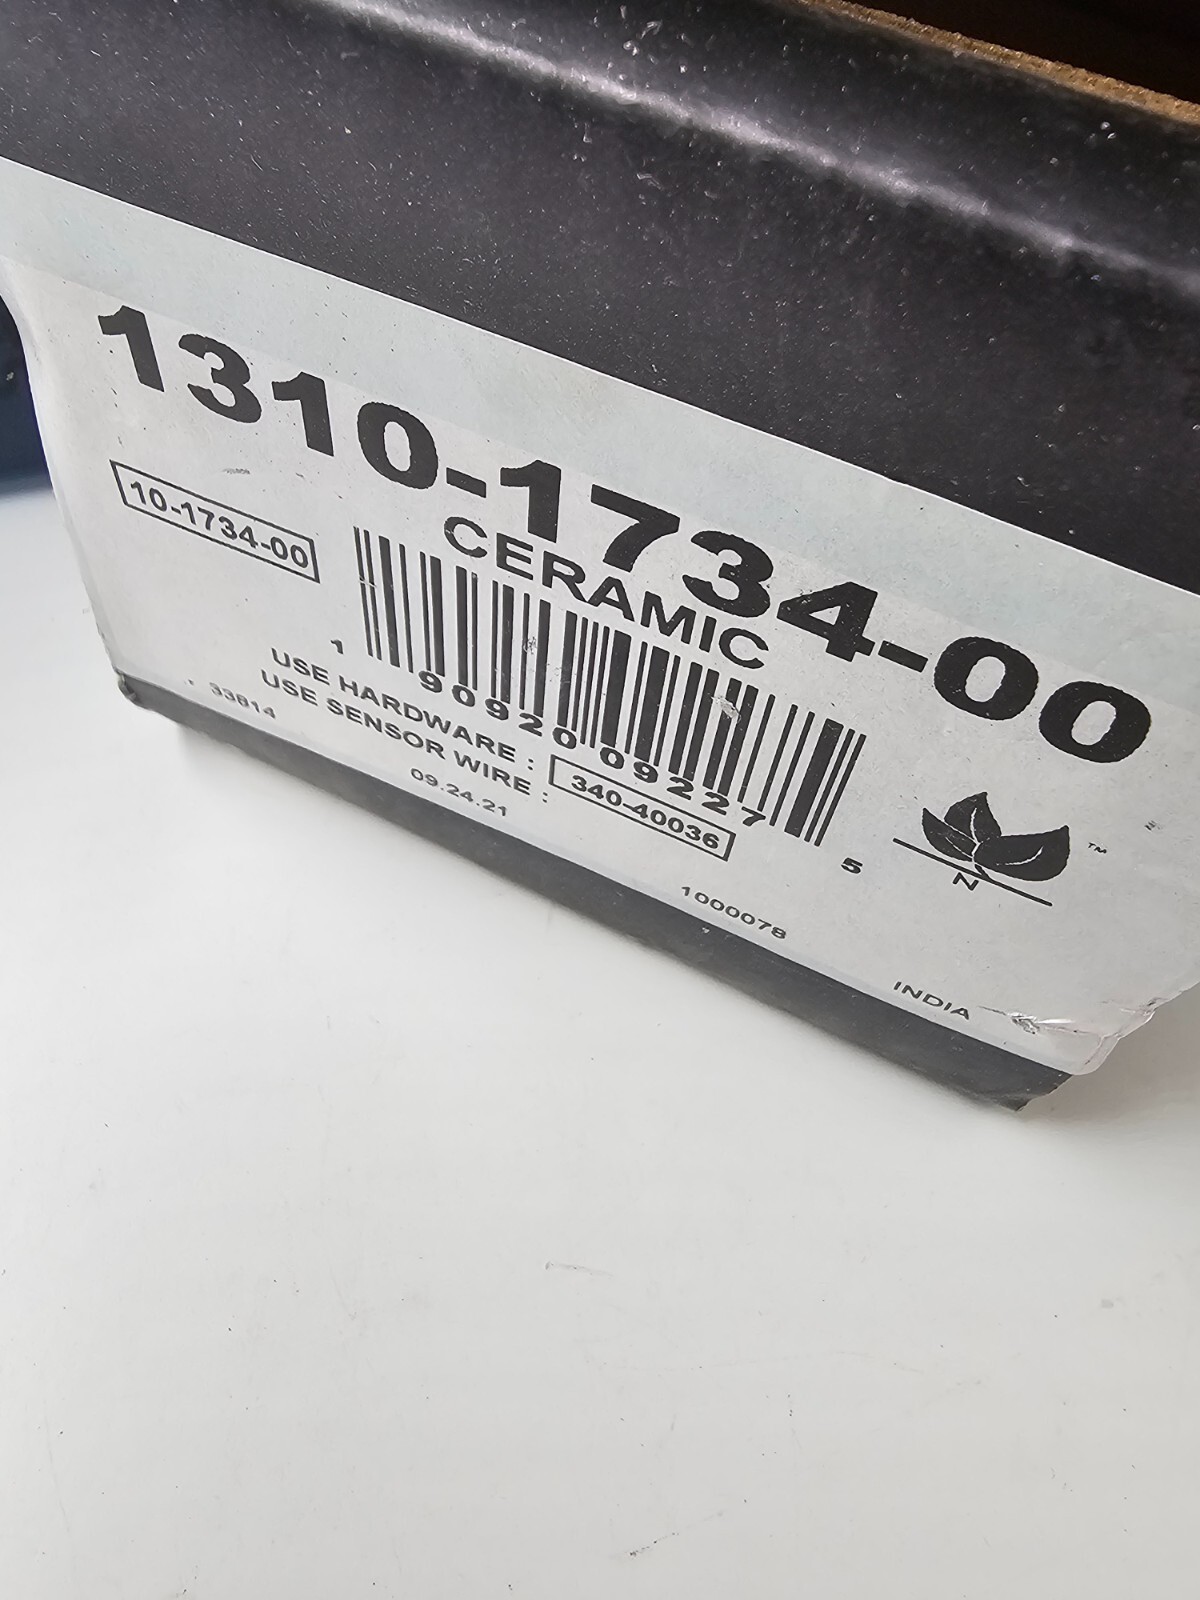 1310-1734-00
10-1734-00
CERAMIC
1 90920 09227 5
USE HARDWARE : 340-40036
USE SENSOR WIRE :
33814
09.24.21
1000078
INDIA
N
™